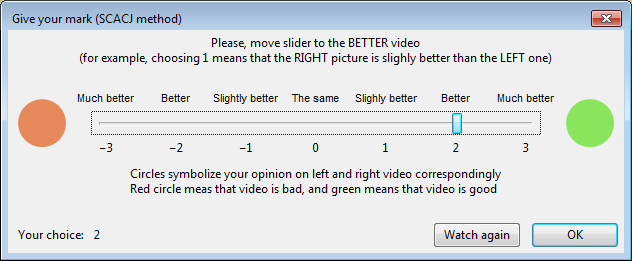 Give your mark (SCACJ method)
Please, move slider to the BETTER video
(for example, choosing 1 means that the RIGHT picture is slighly better than the LEFT one)
Much better Better Slightly better The same Slighly better Better Much better
−3 −2 −1 0 1 2 3
Circles symbolize your opinion on left and right video correspondingly
Red circle meas that video is bad, and green means that video is good
Your choice: 2 Watch again OK